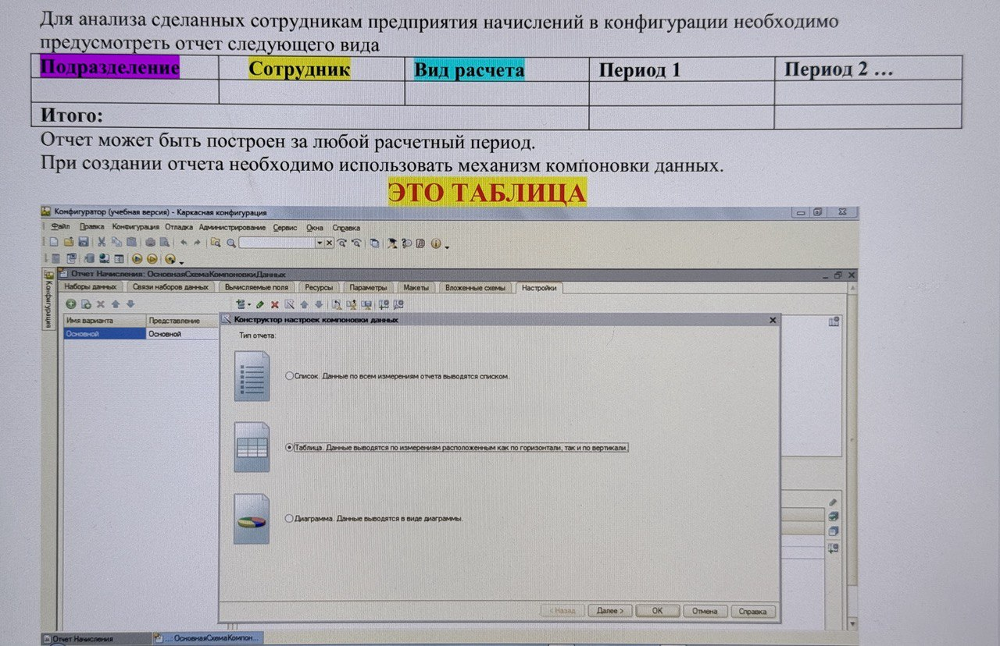 Для анализа сделанных сотрудникам предприятия начислений в конфигурации необходимо
предусмотреть отчет следующего вида
Подразделение Сотрудник Вид расчета Период 1 Период 2 ...
Итого:
Отчет может быть построен за любой расчетный период.
При создании отчета необходимо использовать механизм компоновки данных.
ЭТО ТАБЛИЦА
Конфигуратор (учебная версия) - Каркасная конфигурация
Файл Правка Конфигурация Отладка Администрирование Сервис Окна Справка
Отчет Начисления: ОсновнаяСхемаКомпоновкиДанных
Конфигурация
Наборы данных Связи наборов данных Вычисляемые поля Ресурсы Параметры Макеты Вложенные схемы Настройки
Имя варианта Представление
Основной Основной
Конструктор настроек компоновки данных
Тип отчета:
Список. Данные по всем измерениям отчета выводятся списком.
Таблица. Данные выводятся по измерениям расположенным как по горизонтали, так и по вертикали.
Диаграмма. Данные выводятся в виде диаграммы.
< Назад Далее > ОК Отмена Справка
Отчет Начисления ...: ОсновнаяСхемаКомпон...